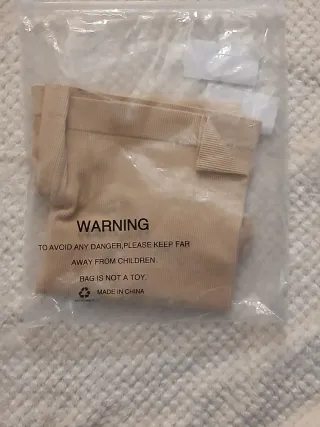 WARNING
TO AVOID ANY DANGER,PLEASE KEEP FAR
AWAY FROM CHILDREN.
BAG IS NOT A TOY.
MADE IN CHINA